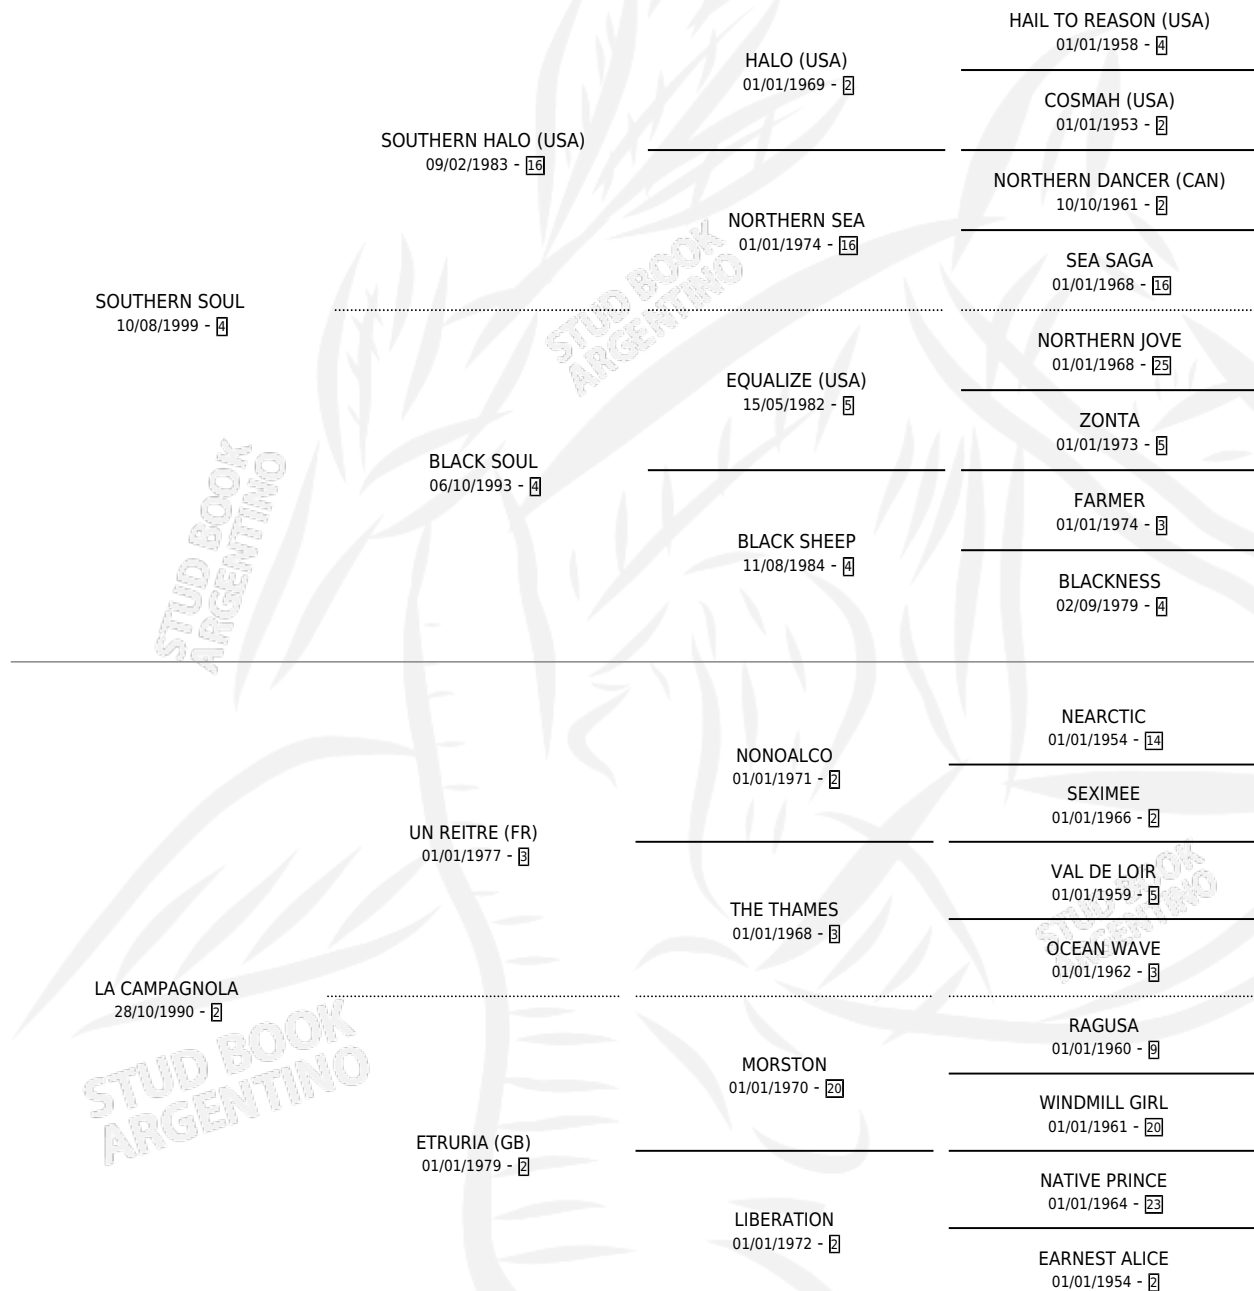 HAIL TO REASON (USA)
01/01/1958 - 4
HALO (USA)
01/01/1969 - 2
COSMAH (USA)
01/01/1953 - 2
SOUTHERN HALO (USA)
09/02/1983 - 16
NORTHERN DANCER (CAN)
10/10/1961 - 2
NORTHERN SEA
01/01/1974 - 16
SEA SAGA
01/01/1968 - 16
SOUTHERN SOUL
10/08/1999 - 4
STUD BOOK
ARGENTINO
NORTHERN JOVE
01/01/1968 - 25
EQUALIZE (USA)
15/05/1982 - 5
ZONTA
01/01/1973 - 5
BLACK SOUL
06/10/1993 - 4
FARMER
01/01/1974 - 3
BLACK SHEEP
11/08/1984 - 4
BLACKNESS
02/09/1979 - 4
STUD BOOK
ARGENTINO
NEARCTIC
01/01/1954 - 14
NONOALCO
01/01/1971 - 2
SEXIMEE
01/01/1966 - 2
UN REITRE (FR)
01/01/1977 - 3
VAL DE LOIR
01/01/1959 - 5
THE THAMES
01/01/1968 - 3
OCEAN WAVE
01/01/1962 - 3
STUD BOOK
ARGENTINO
LA CAMPAGNOLA
28/10/1990 - 2
RAGUSA
01/01/1960 - 9
MORSTON
01/01/1970 - 20
WINDMILL GIRL
01/01/1961 - 20
STUD BOOK
ARGENTINO
ETRURIA (GB)
01/01/1979 - 2
NATIVE PRINCE
01/01/1964 - 23
LIBERATION
01/01/1972 - 2
EARNEST ALICE
01/01/1954 - 2